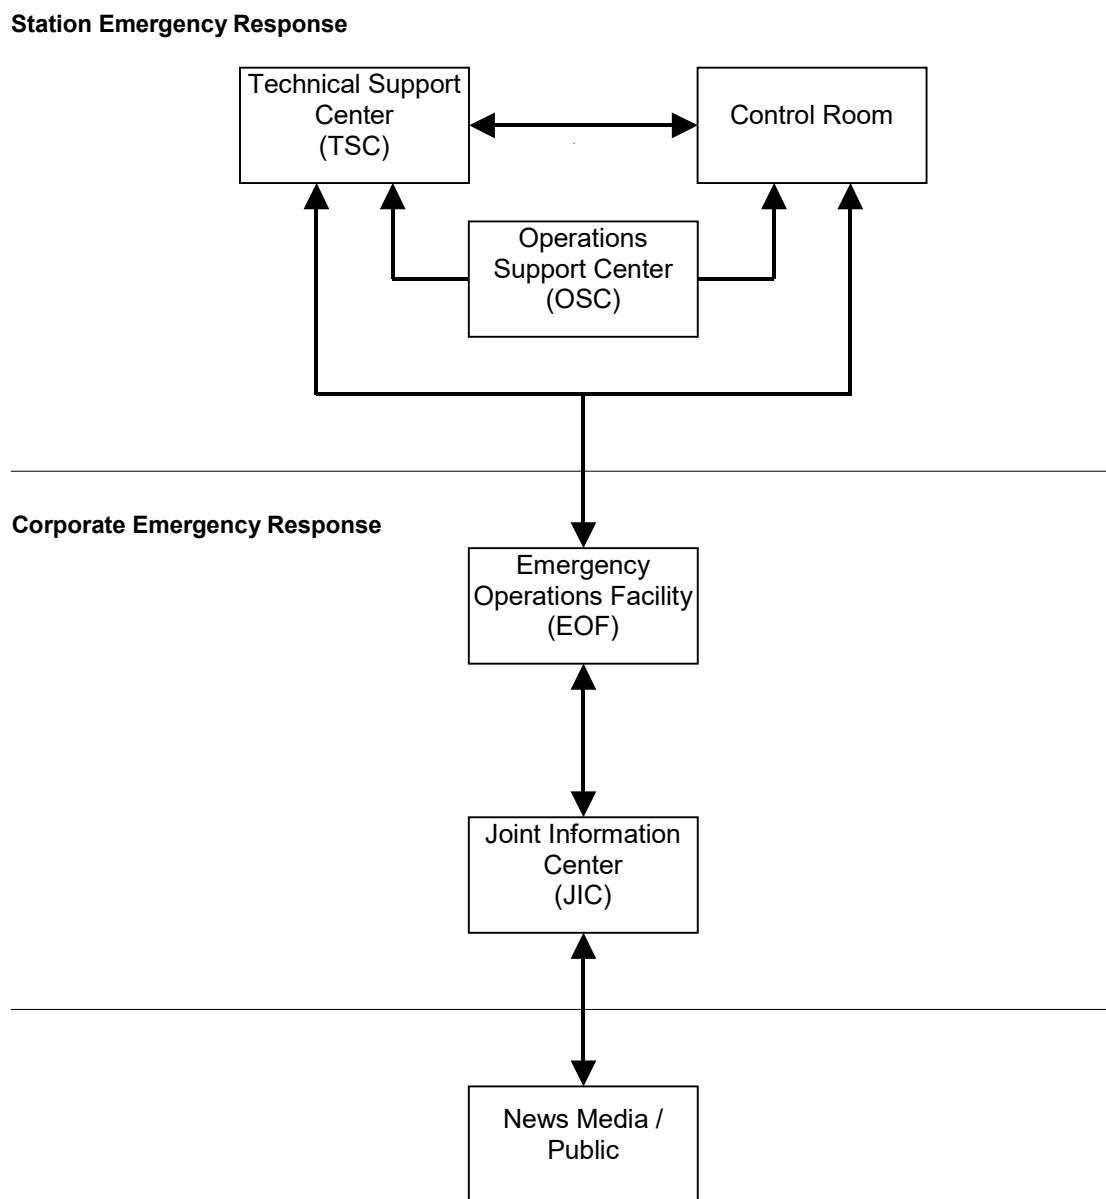 Station Emergency Response
Technical Support
Center
(TSC)
Control Room
Operations
Support Center
(OSC)
Corporate Emergency Response
Emergency
Operations Facility
(EOF)
Joint Information
Center
(JIC)
News Media /
Public